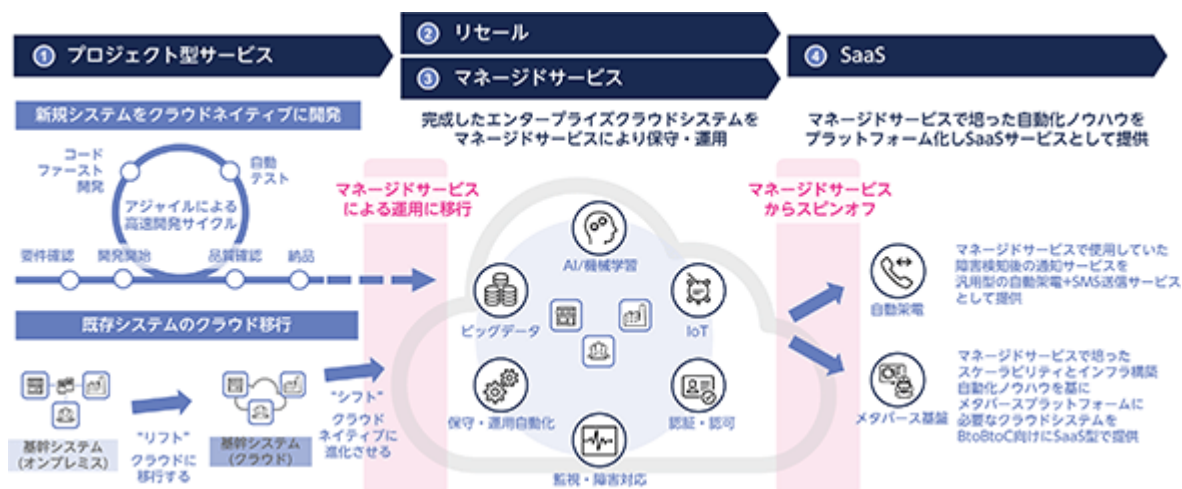 1 プロジェクト型サービス
2 リセール
3 マネージドサービス
4 SaaS
新規システムをクラウドネイティブに開発
コード
ファースト
開発
自動
テスト
アジャイルによる
高速開発サイクル
要件確認
開発開始
品質確認
納品
既存システムのクラウド移行
基幹システム
(オンプレミス)
"リフト"
クラウドに
移行する
基幹システム
(クラウド)
"シフト"
クラウド
ネイティブに
進化させる
完成したエンタープライズクラウドシステムを
マネージドサービスにより保守・運用
マネージドサービス
による運用に移行
AI/機械学習
ビッグデータ
IoT
保守・運用自動化
認証・認可
監視・障害対応
マネージドサービスで培った自動化ノウハウを
プラットフォーム化しSaaSサービスとして提供
マネージドサービス
からスピンオフ
自動架電
マネージドサービスで使用していた
障害検知後の通知サービスを
汎用型の自動架電+SMS送信サービス
として提供
メタバース基盤
マネージドサービスで培った
スケーラビリティとインフラ構築
自動化ノウハウを基に
メタバースプラットフォームに
必要なクラウドシステムを
BtoBtoC向けにSaaS型で提供